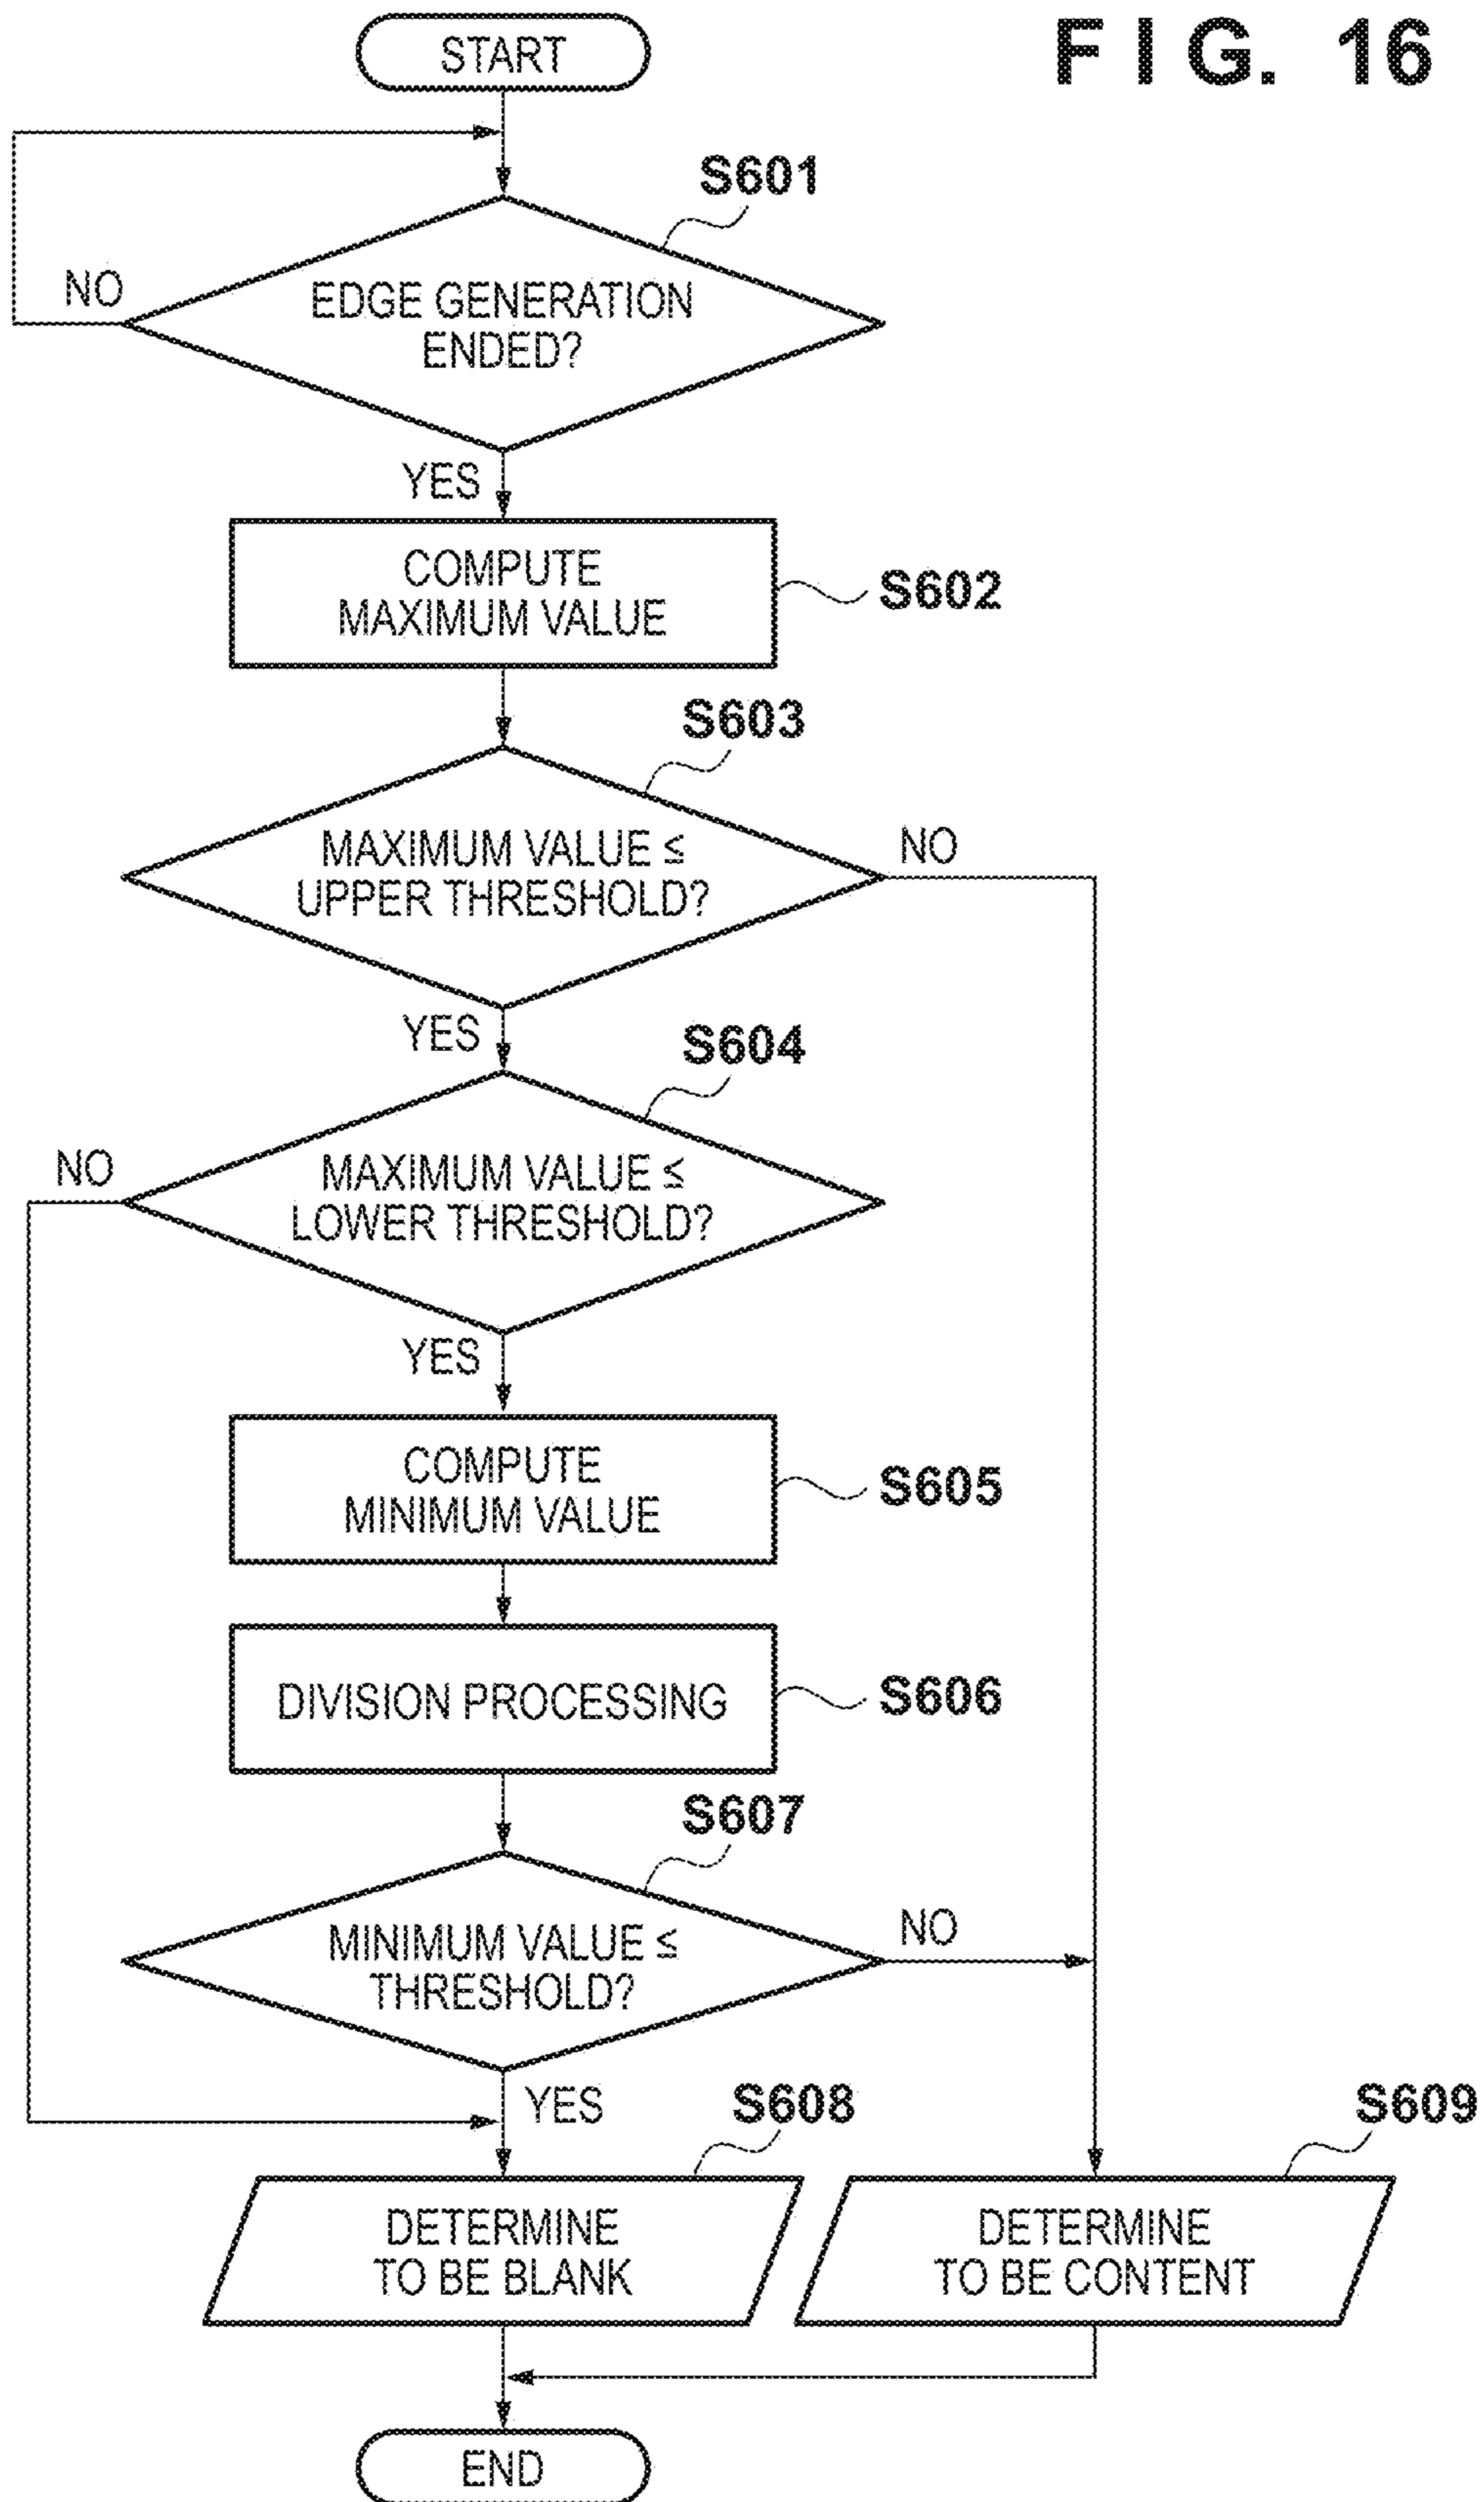 FIG. 16
START
S601
NO
EDGE GENERATION
ENDED?
YES
COMPUTE
MAXIMUM VALUE
S602
S603
MAXIMUM VALUE ≦
UPPER THRESHOLD?
NO
YES
S604
NO
MAXIMUM VALUE ≦
LOWER THRESHOLD?
YES
COMPUTE
MINIMUM VALUE
S605
DIVISION PROCESSING
S606
S607
MINIMUM VALUE ≦
THRESHOLD?
NO
YES
S608
S609
DETERMINE
TO BE BLANK
DETERMINE
TO BE CONTENT
END